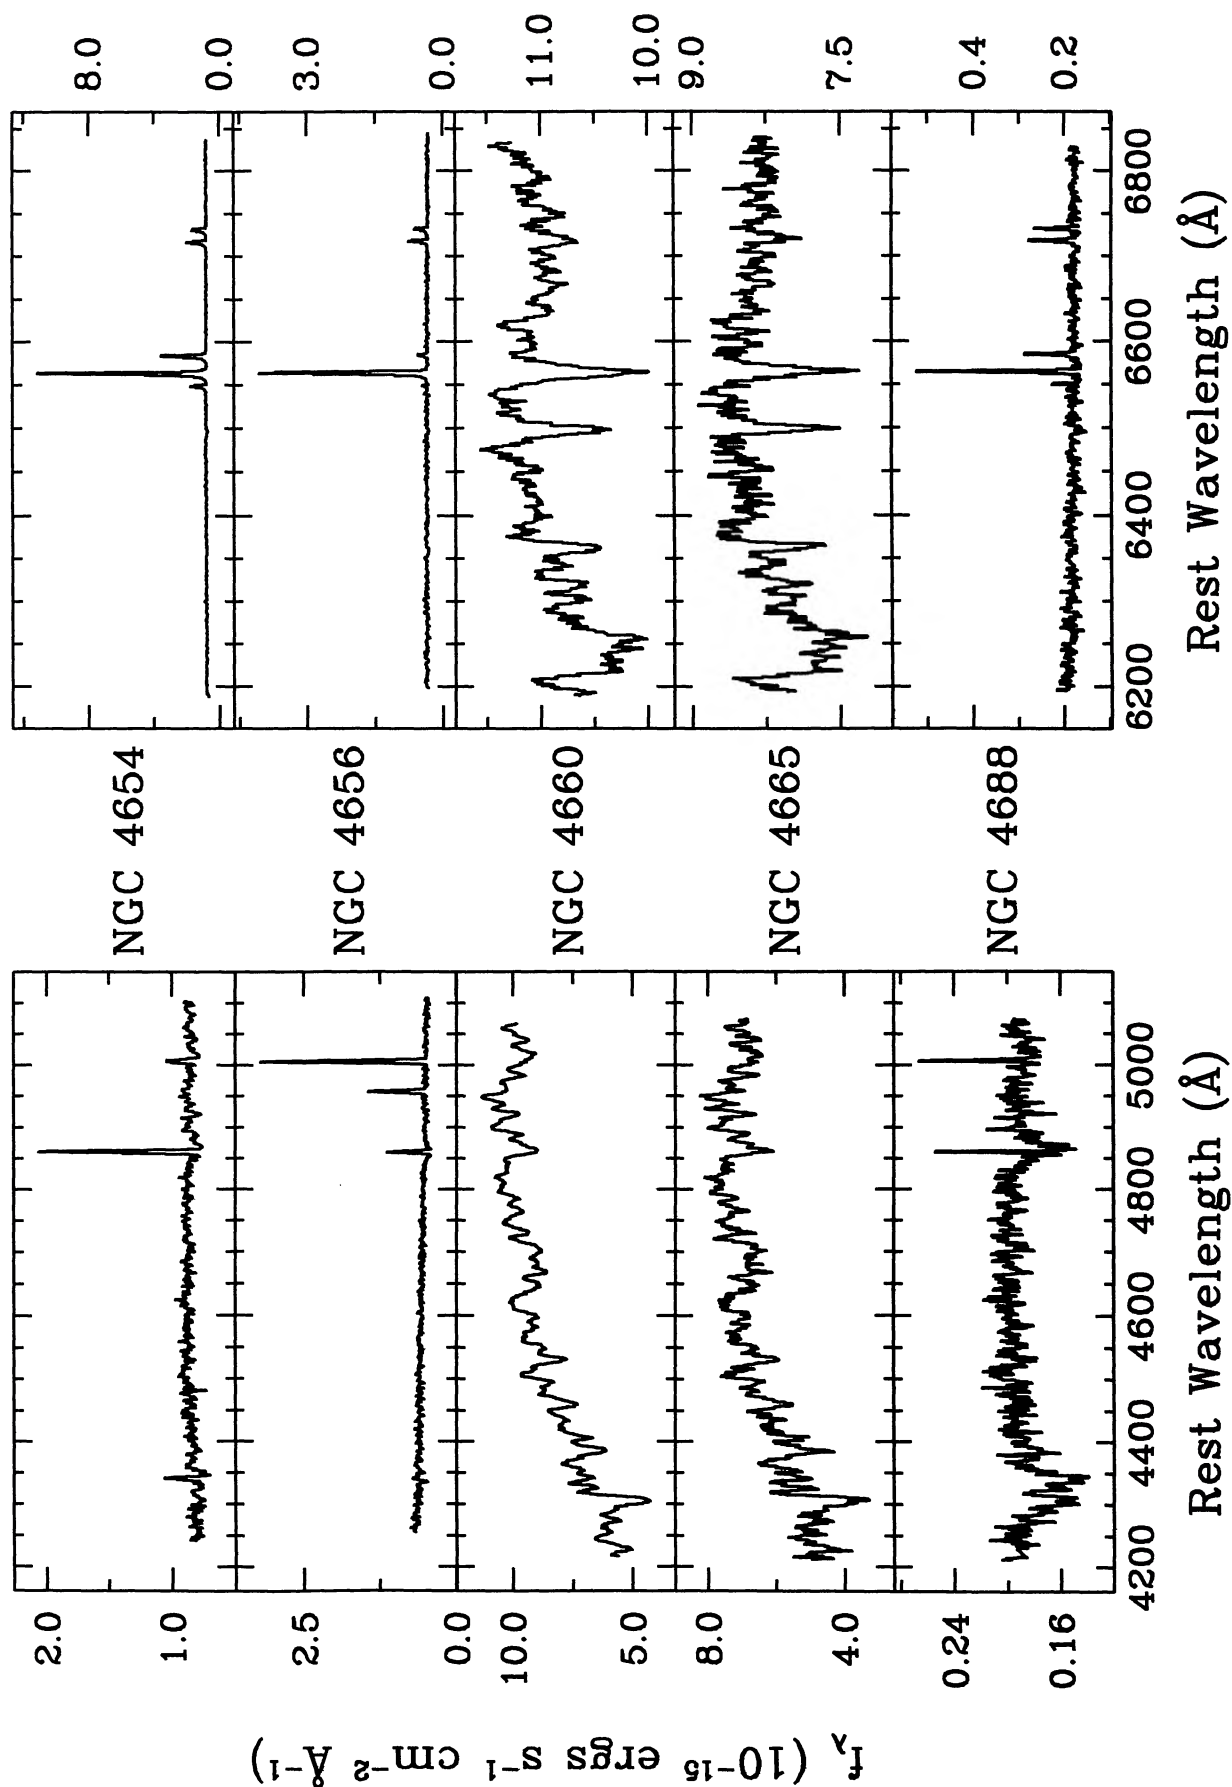 f_λ (10⁻¹⁵ ergs s⁻¹ cm⁻² Å⁻¹)
2.0
1.0
NGC 4654
8.0
0.0
2.5
0.0
NGC 4656
3.0
0.0
10.0
5.0
NGC 4660
11.0
10.0
8.0
4.0
NGC 4665
9.0
7.5
0.24
0.16
NGC 4688
0.4
0.2
4200 4400 4600 4800 5000
6200 6400 6600 6800
Rest Wavelength (Å)
Rest Wavelength (Å)